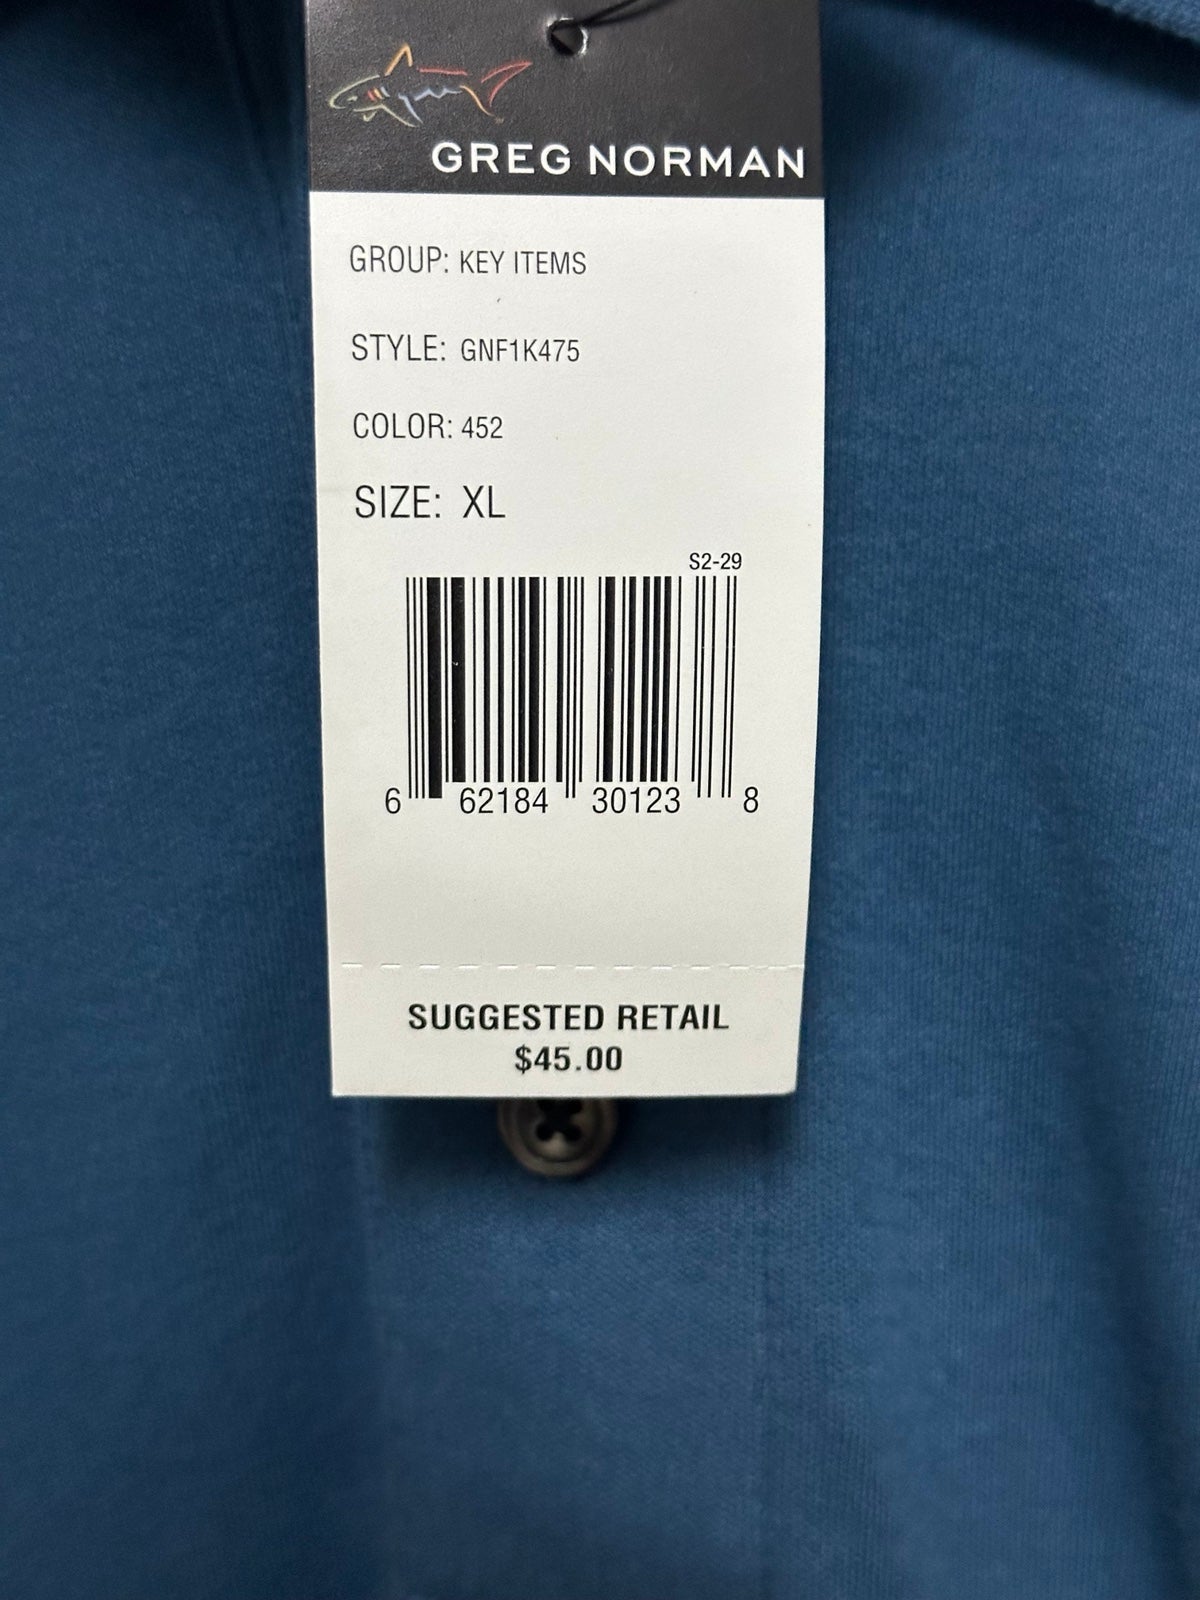 GREG NORMAN
GROUP: KEY ITEMS
STYLE: GNF1K475
COLOR: 452
SIZE: XL
S2-29
6 62184 30123 8
SUGGESTED RETAIL
$45.00